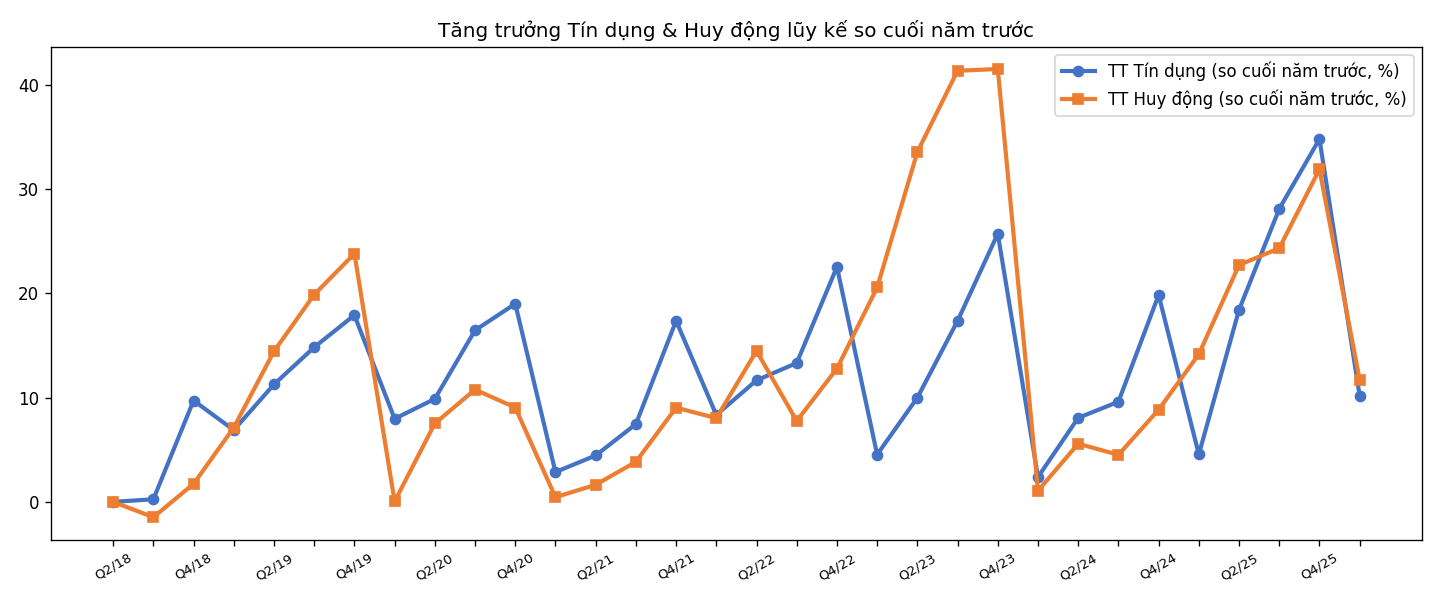 Tăng trưởng Tín dụng & Huy động lũy kế so cuối năm trước
TT Tín dụng (so cuối năm trước, %)
TT Huy động (so cuối năm trước, %)
40
30
20
10
0
Q2/18 Q4/18 Q2/19 Q4/19 Q2/20 Q4/20 Q2/21 Q4/21 Q2/22 Q4/22 Q2/23 Q4/23 Q2/24 Q4/24 Q2/25 Q4/25